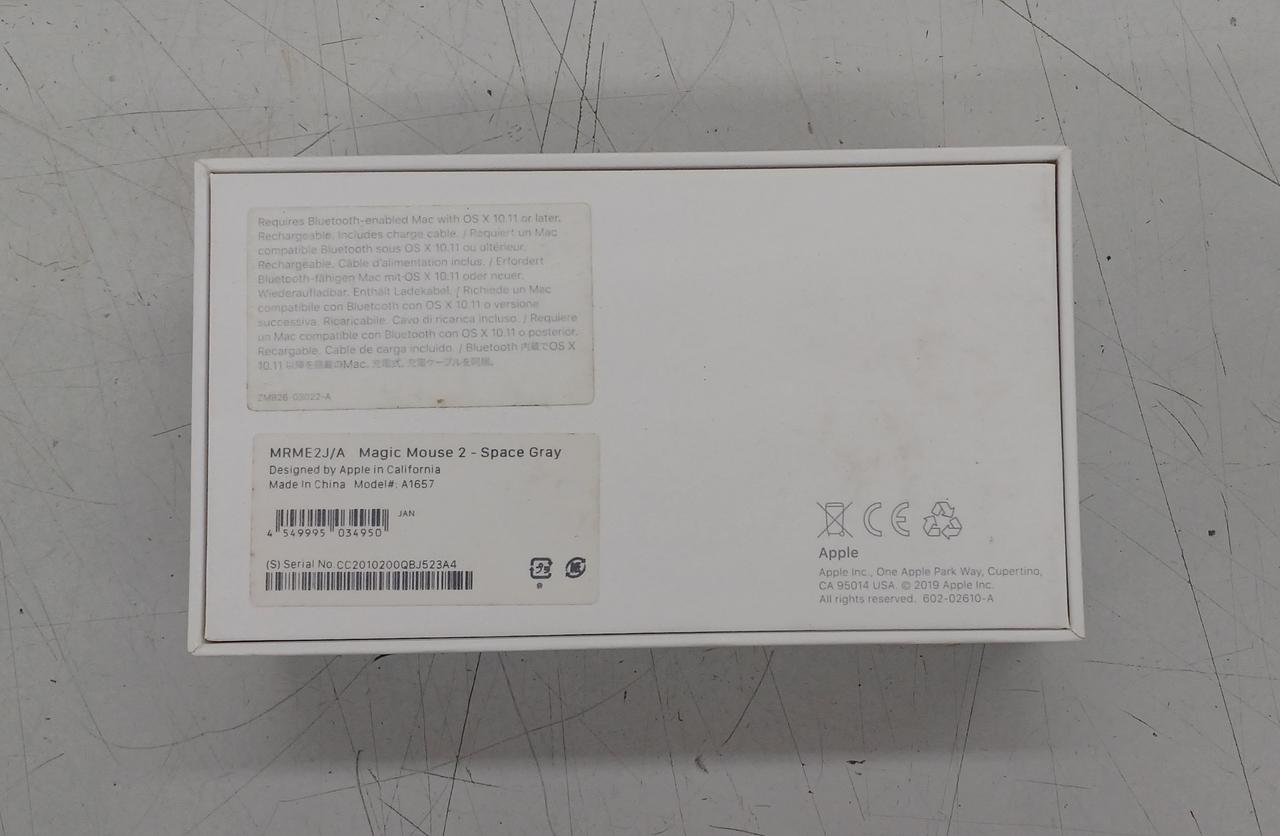 Requires Bluetooth-enabled Mac with OS X 10.11 or later.
Rechargeable. Includes charge cable. / Requiert un Mac
compatible Bluetooth sous OS X 10.11 ou ultérieur.
Rechargeable. Câble d'alimentation inclus. / Erfordert
Bluetooth-fähigen Mac mit OS X 10.11 oder neuer.
Wiederaufladbar. Enthält Ladekabel. / Richiede un Mac
compatibile con Bluetooth con OS X 10.11 o versione
successiva. Ricaricabile. Cavo di ricarica incluso. / Requiere
un Mac compatible con Bluetooth con OS X 10.11 o posterior.
Recargable. Cable de carga incluido. / Bluetooth 内蔵でOS X
10.11 以降を搭載のMac. 充電式. 充電ケーブルを同梱。
ZM826-03022-A
MRME2J/A Magic Mouse 2 - Space Gray
Designed by Apple in California
Made In China Model#: A1657
JAN
4 549995 034950
(S) Serial No.CC2010200QBJ523A4
プラ
紙
CE
Apple
Apple Inc., One Apple Park Way, Cupertino,
CA 95014 USA. © 2019 Apple Inc.
All rights reserved. 602-02610-A